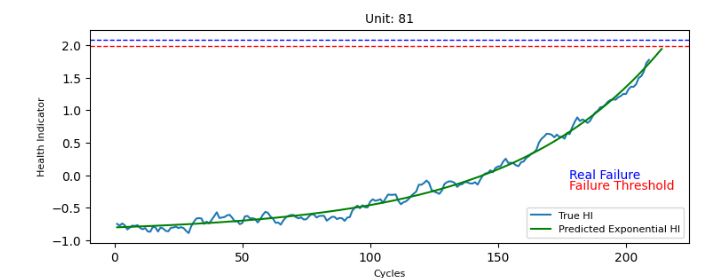 Unit: 81
2.0
1.5
1.0
0.5
0.0
−0.5
−1.0
Health Indicator
Real Failure
Failure Threshold
True HI
Predicted Exponential HI
0 50 100 150 200
Cycles